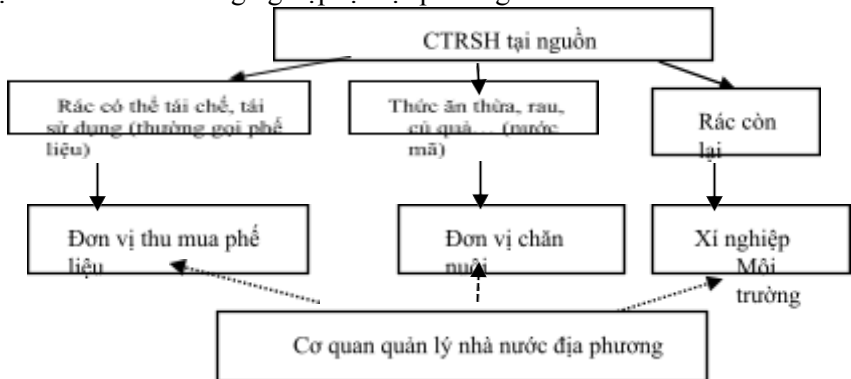 CTRSH tại nguồn
Rác có thể tái chế, tái
sử dụng (thường gọi phế
liệu)
Thức ăn thừa, rau,
củ quả… (nước
mã)
Rác còn
lại
Đơn vị thu mua phế
liệu
Đơn vị chăn
nuôi
Xí nghiệp
Môi
trường
Cơ quan quản lý nhà nước địa phương